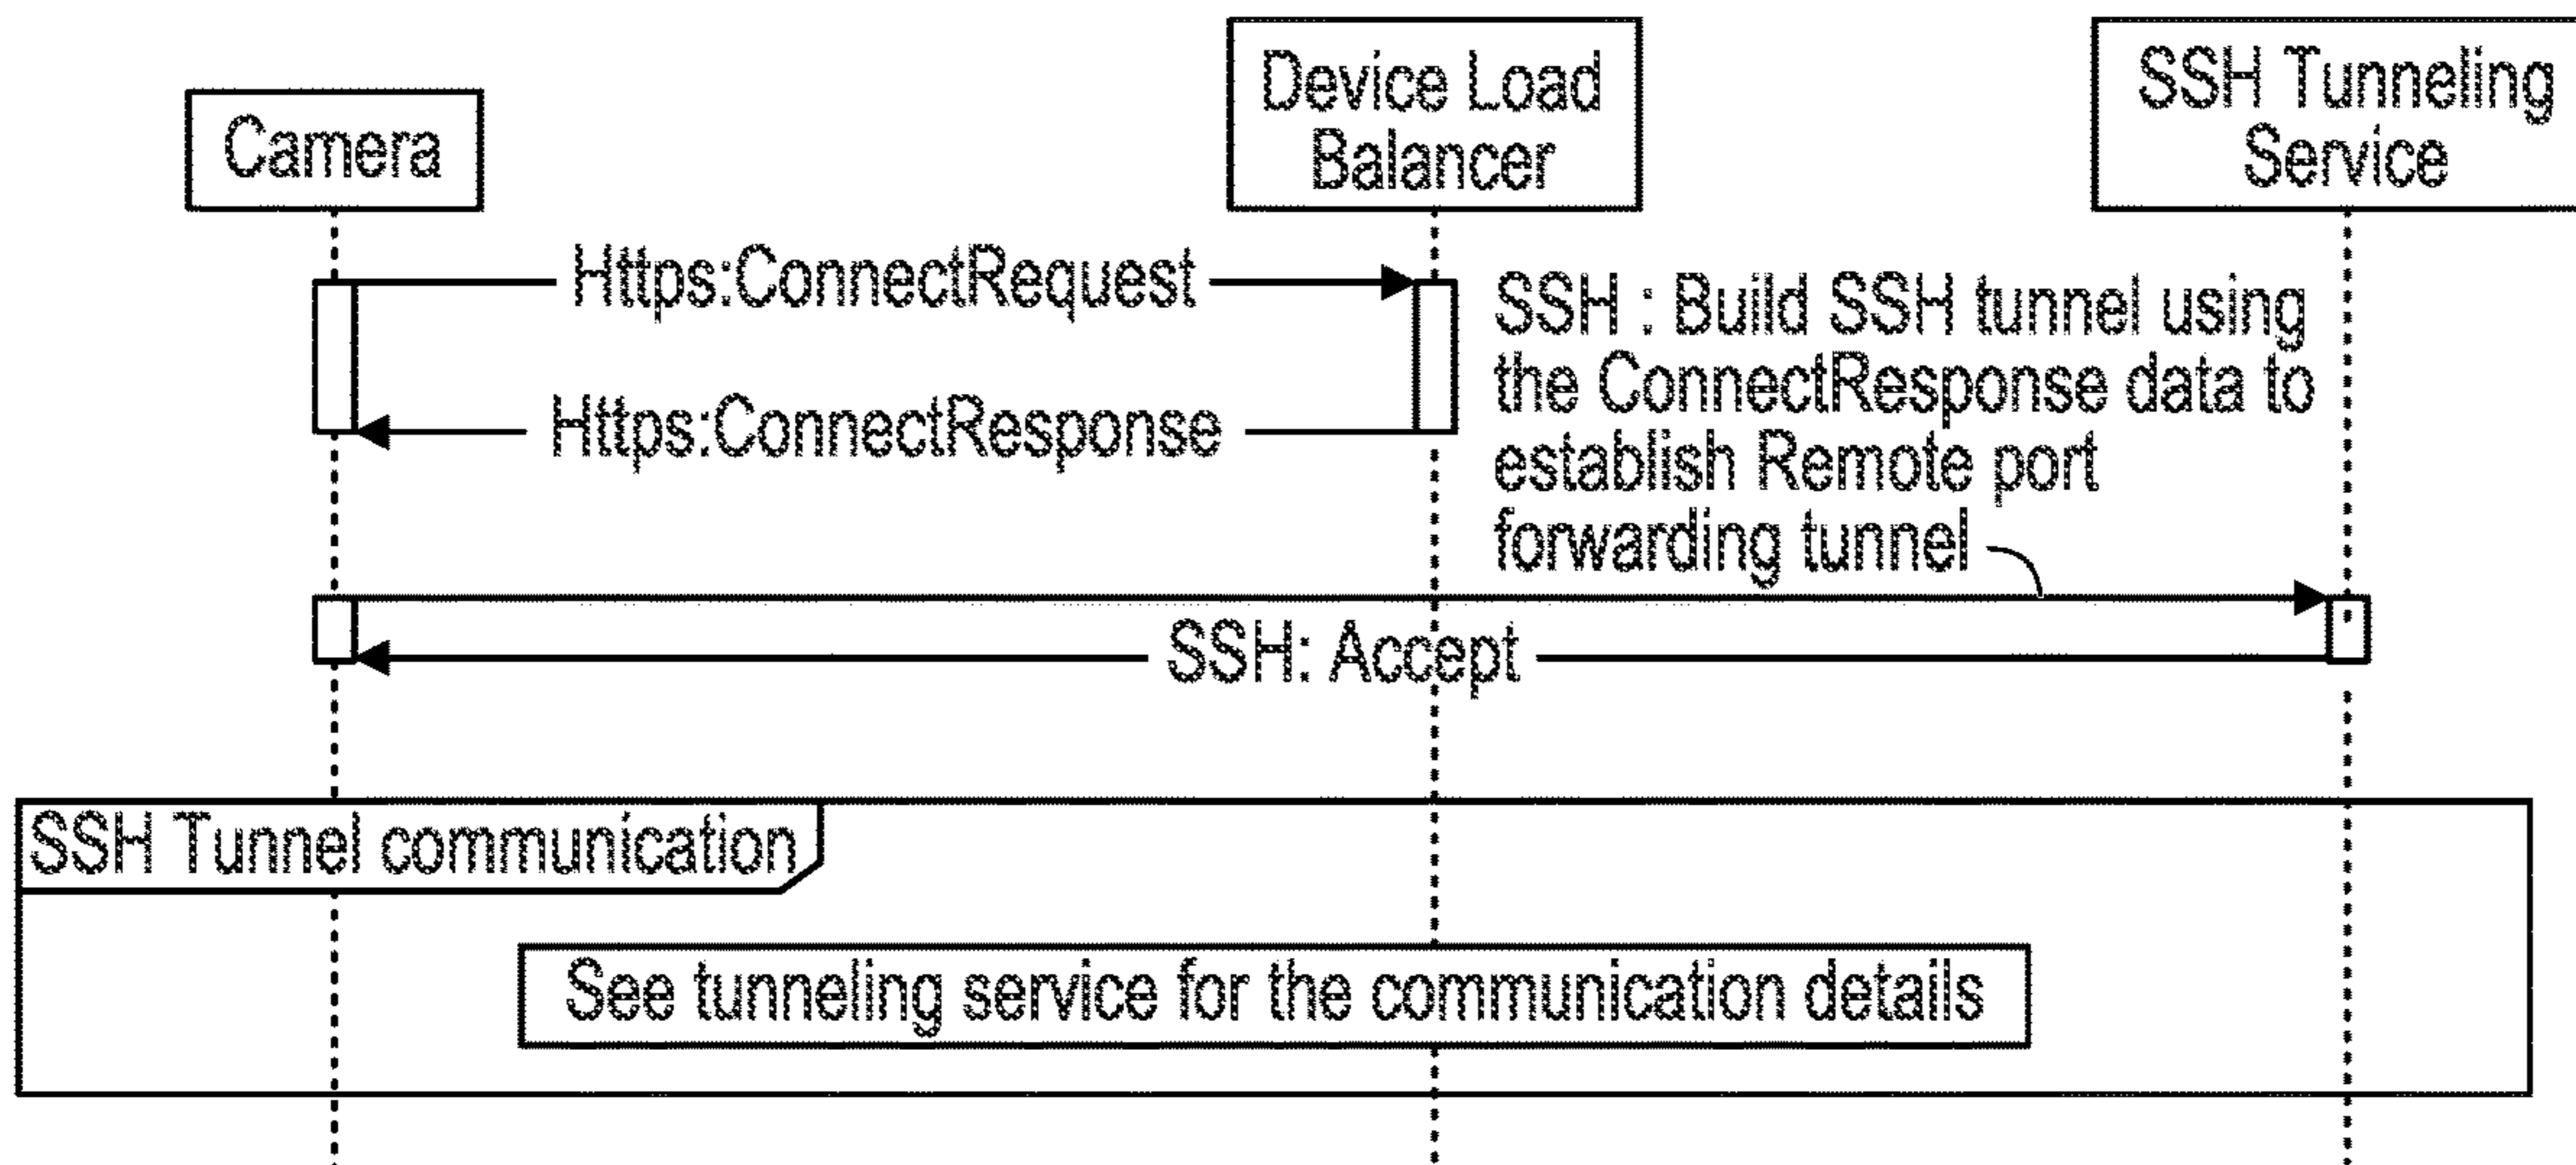 Camera
Device Load
Balancer
SSH Tunneling
Service
Https:ConnectRequest
Https:ConnectResponse
SSH : Build SSH tunnel using
the ConnectResponse data to
establish Remote port
forwarding tunnel
SSH: Accept
SSH Tunnel communication
See tunneling service for the communication details